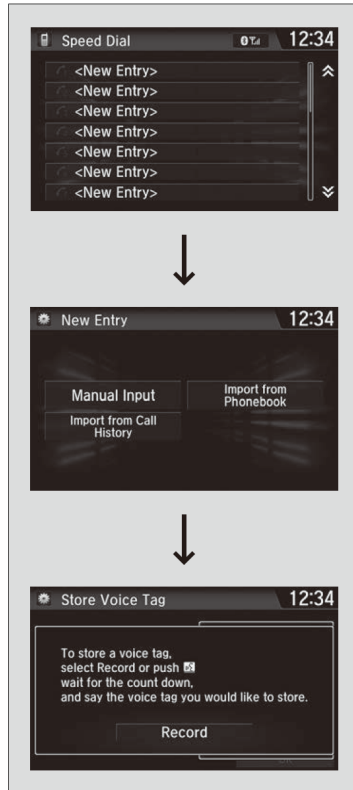 Speed Dial
12:34
<New Entry>
<New Entry>
<New Entry>
<New Entry>
<New Entry>
<New Entry>
<New Entry>
New Entry
12:34
Manual Input
Import from
Phonebook
Import from Call
History
Store Voice Tag
12:34
To store a voice tag,
select Record or push
wait for the count down,
and say the voice tag you would like to store.
Record